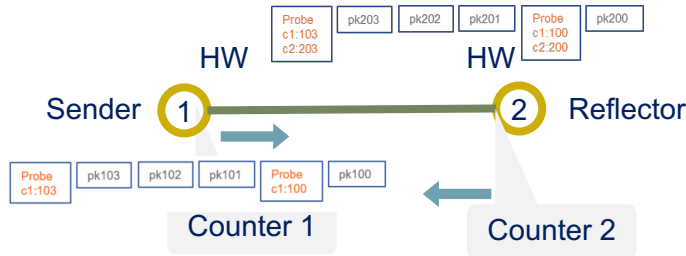 Probe
c1:103
c2:203
pk203
pk202
pk201
Probe
c1:100
c2:200
pk200
HW
HW
Sender
1
2
Reflector
Probe
c1:103
pk103
pk102
pk101
Probe
c1:100
pk100
Counter 1
Counter 2